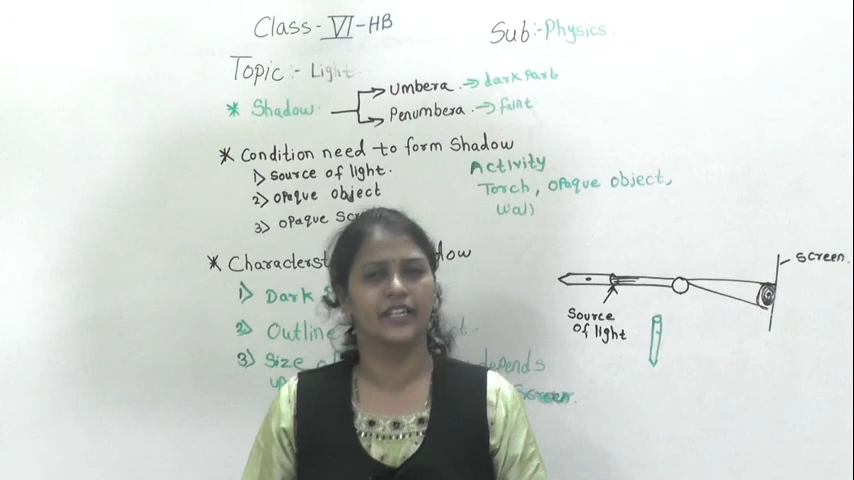 Class-VI-HB
Sub:-Physics.
Topic:- Light.
* Shadow.
Umbera. → dark Part
Penumbera. → faint
* Condition need to form Shadow
1) Source of light.
2) opaque object
3) opaque
Activity
Torch, opaque object,
Wall
*
1) Dark
2) Outline
3) Size
depends
Screen.
Screen.
Source
of light